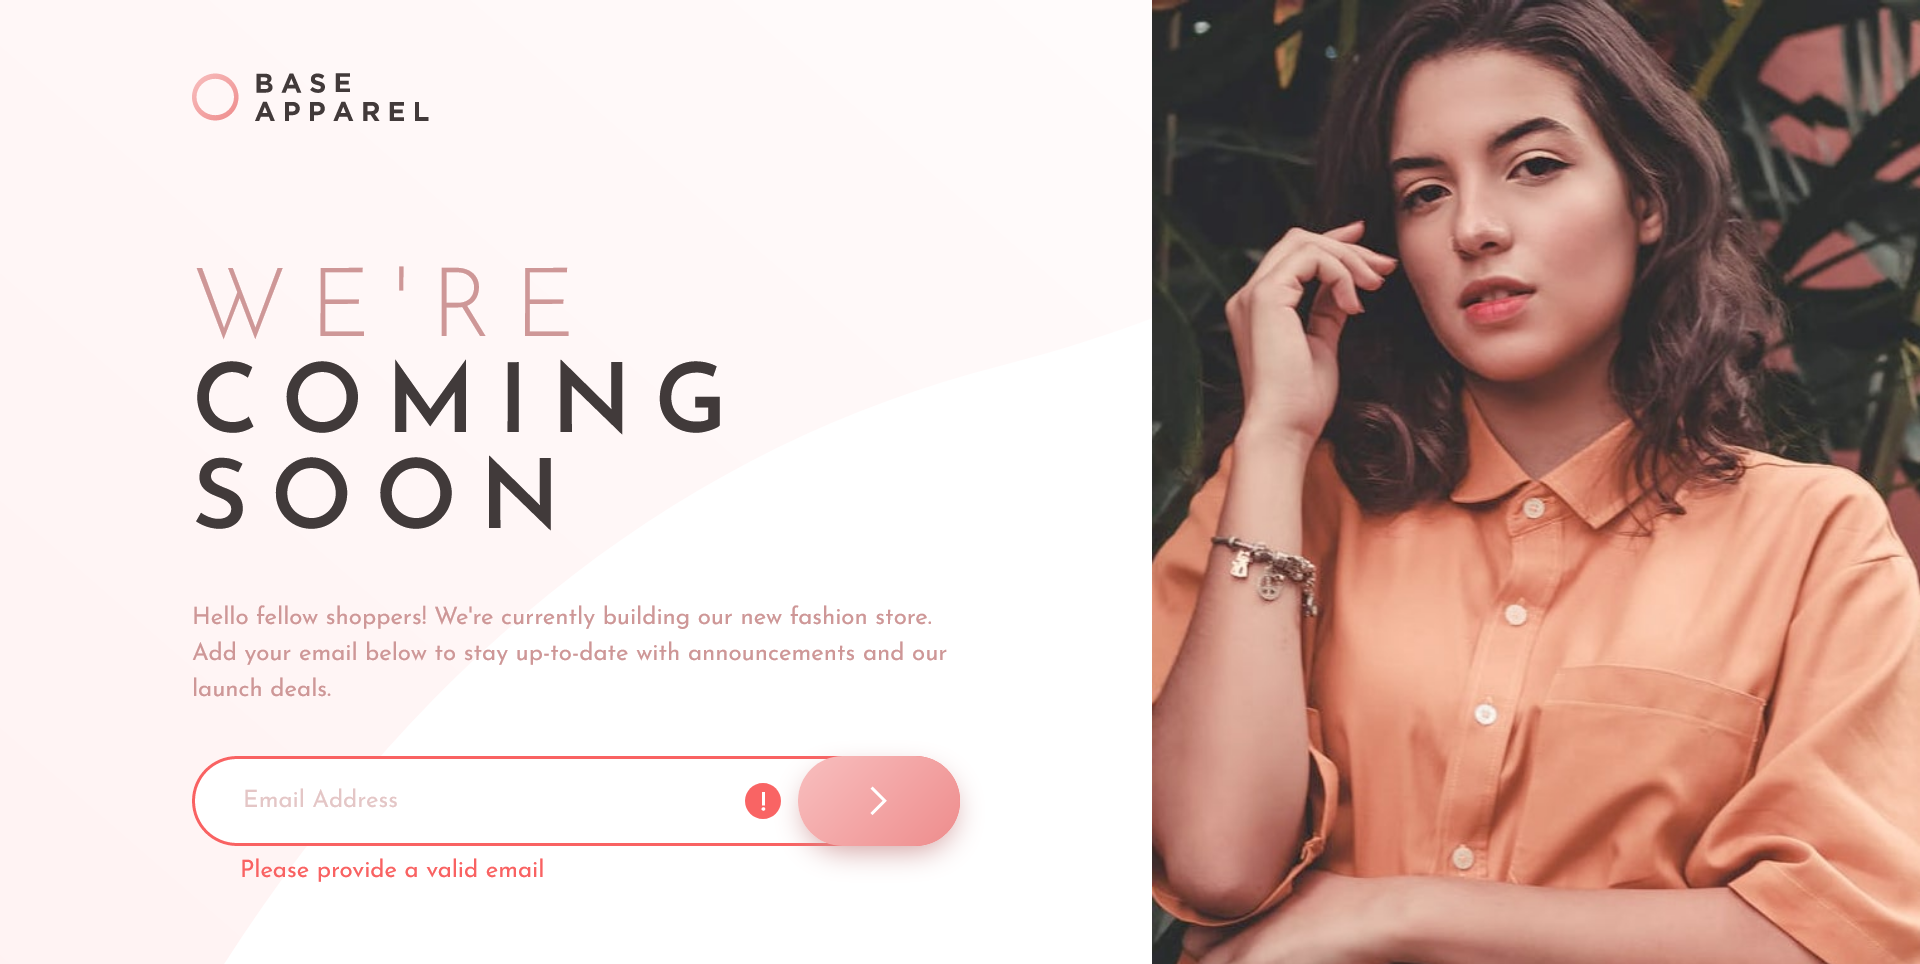 BASE
APPAREL
WE'RE
COMING
SOON
Hello fellow shoppers! We're currently building our new fashion store.
Add your email below to stay up-to-date with announcements and our
launch deals.
Email Address
!
Please provide a valid email